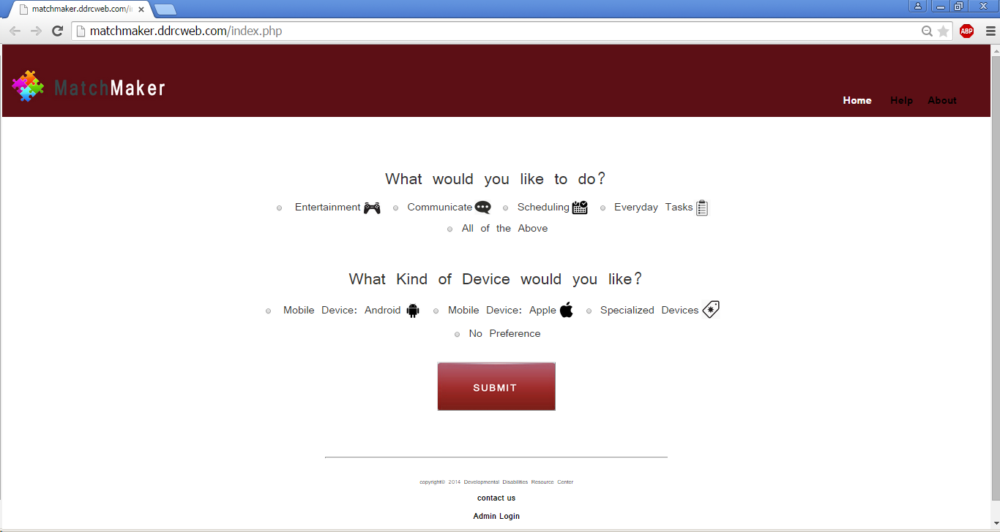 matchmaker.ddrcweb.com/i
matchmaker.ddrcweb.com/index.php
ABP
MatchMaker
Home Help About
What would you like to do?
Entertainment Communicate Scheduling Everyday Tasks
All of the Above
What Kind of Device would you like?
Mobile Device: Android Mobile Device: Apple Specialized Devices
No Preference
SUBMIT
copyright© 2014 Developmental Disabilities Resource Center
contact us
Admin Login